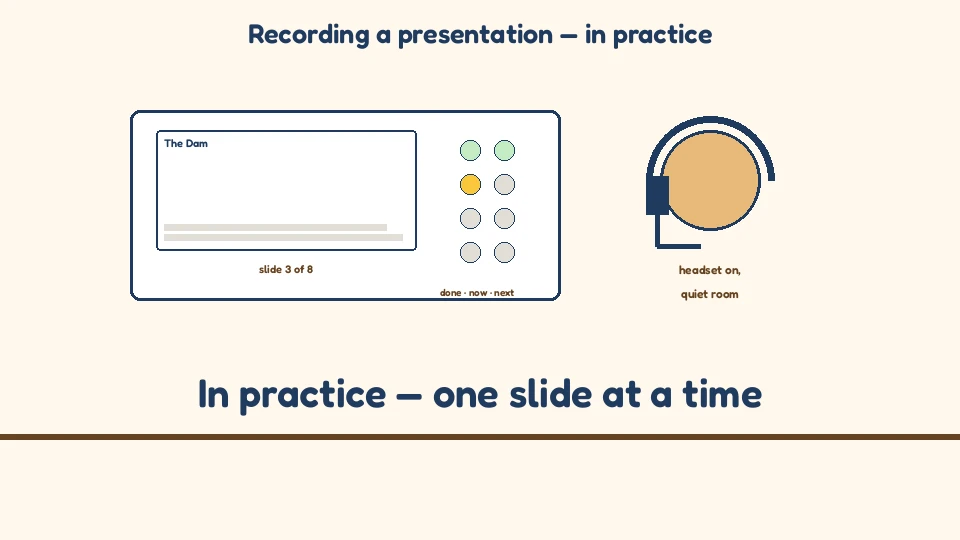 Recording a presentation — in practice
The Dam
slide 3 of 8
done · now · next
headset on,
quiet room
In practice — one slide at a time